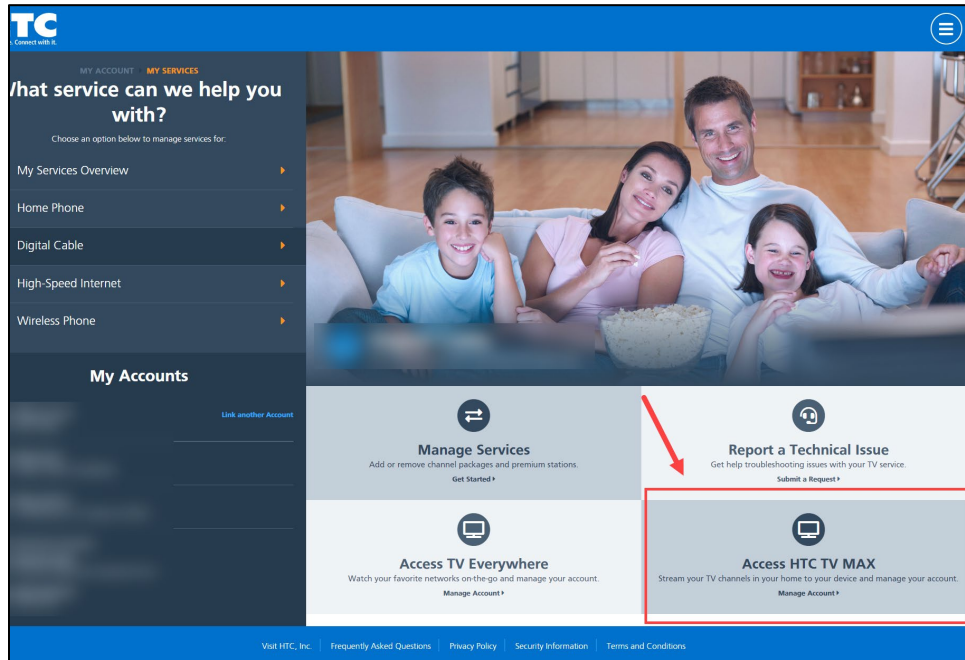 TC
Connect with it.
MY ACCOUNT MY SERVICES
hat service can we help you
with?
Choose an option below to manage services for:
My Services Overview
Home Phone
Digital Cable
High-Speed Internet
Wireless Phone
My Accounts
Link another Account
Manage Services
Add or remove channel packages and premium stations.
Get Started
Report a Technical Issue
Get help troubleshooting issues with your TV service.
Submit a Request
Access TV Everywhere
Watch your favorite networks on-the-go and manage your account.
Manage Account
Access HTC TV MAX
Stream your TV channels in your home to your device and manage your account.
Manage Account
Visit HTC, Inc. | Frequently Asked Questions | Privacy Policy | Security Information | Terms and Conditions